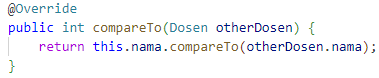 @Override
public int compareTo(Dosen otherDosen) {
    return this.nama.compareTo(otherDosen.nama);
}